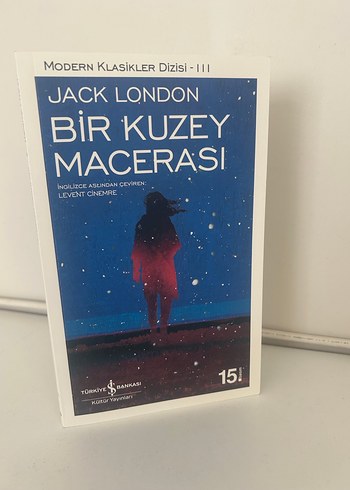 MODERN KLASİKLER DİZİSİ - III
JACK LONDON
BİR KUZEY
MACERASI
İNGİLİZCE ASLINDAN ÇEVİREN:
LEVENT CİNEMRE
TÜRKİYE İŞ BANKASI
Kültür Yayınları
15.